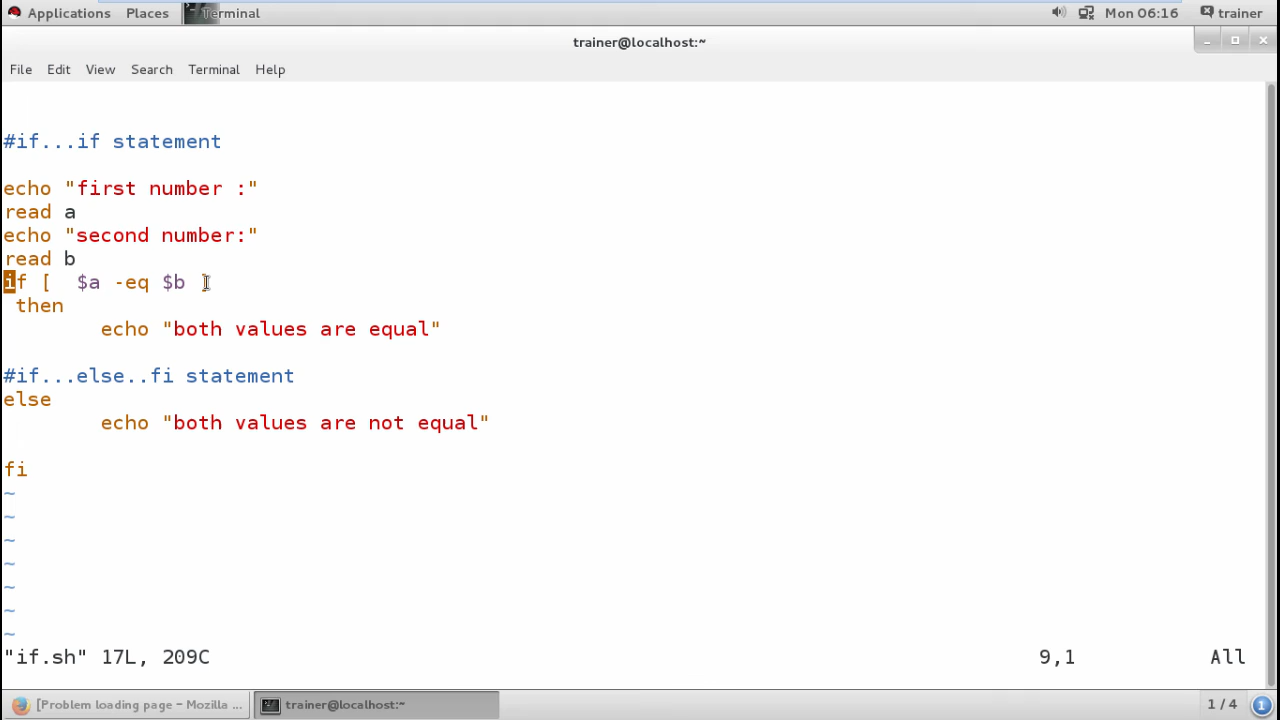 Applications Places Terminal Mon 06:16 trainer
trainer@localhost:~
File Edit View Search Terminal Help
#if...if statement
echo "first number :"
read a
echo "second number:"
read b
if [  $a -eq $b
 then
        echo "both values are equal"
#if...else..fi statement
else
        echo "both values are not equal"
fi
~
~
~
~
~
~
~
"if.sh" 17L, 209C 9,1 All
[Problem loading page – Mozilla ... trainer@localhost:~ 1 / 4 1